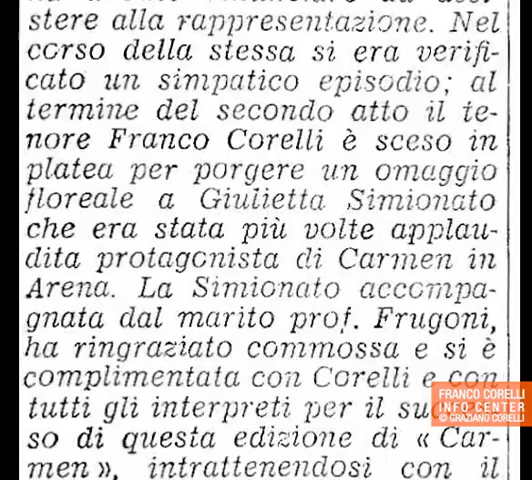 stere alla rappresentazione. Nel
corso della stessa si era verifi-
cato un simpatico episodio; al
termine del secondo atto il te-
nore Franco Corelli è sceso in
platea per porgere un omaggio
floreale a Giulietta Simionato
che era stata più volte applau-
dita protagonista di Carmen in
Arena. La Simionato accompa-
gnata dal marito prof. Frugoni,
ha ringraziato commossa e si è
complimentata con Corelli e con
tutti gli interpreti per il suc
so di questa edizione di « Car-
men », intrattenendosi con il
FRANCO CORELLI
INFO CENTER
© GRAZIANO CORELLI